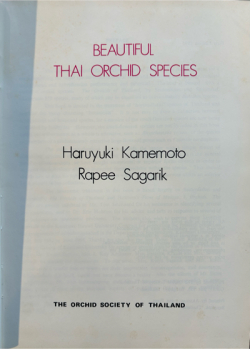 BEAUTIFUL
THAI ORCHID SPECIES
Haruyuki Kamemoto
Rapee Sagarik
THE ORCHID SOCIETY OF THAILAND